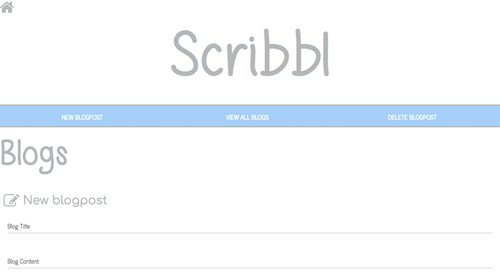 Scribbl
NEW BLOGPOST VIEW ALL BLOGS DELETE BLOGPOST
Blogs
New blogpost
Blog Title
Blog Content